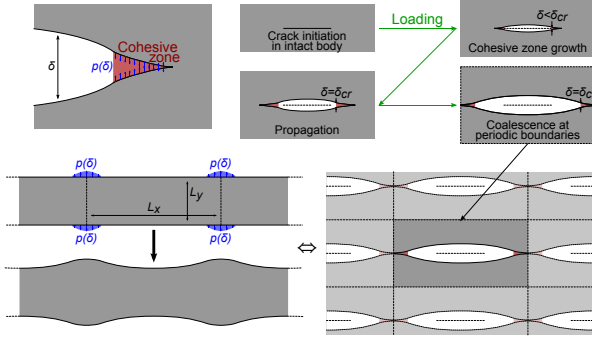 Cohesive
zone
δ
p(δ)
Crack initiation
in intact body
Loading
δ<δcr
Cohesive zone growth
δ=δcr
Propagation
δ=δc
Coalescence at
periodic boundaries
p(δ)
p(δ)
Ly
Lx
p(δ)
p(δ)
⇔